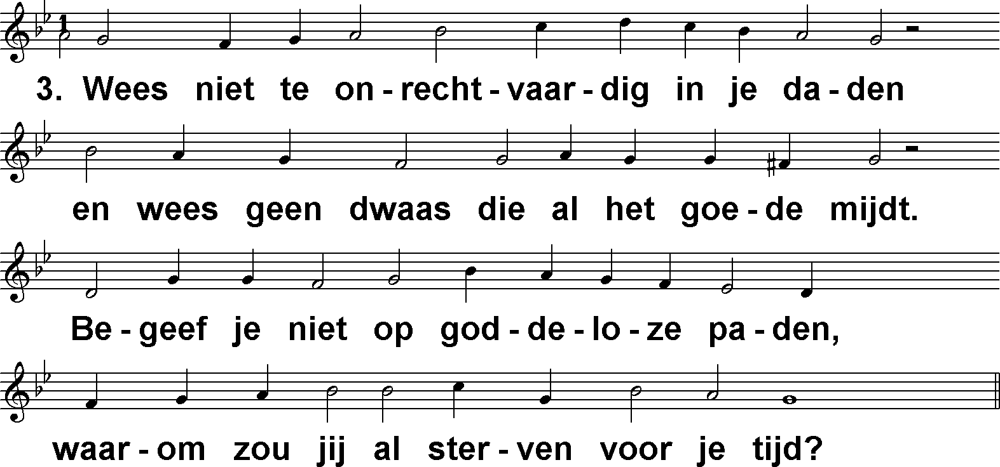 3. Wees niet te on - recht - vaar - dig in je da - den
en wees geen dwaas die al het goe - de mijdt.
Be - geef je niet op god - de - lo - ze pa - den,
waar - om zou jij al ster - ven voor je tijd?